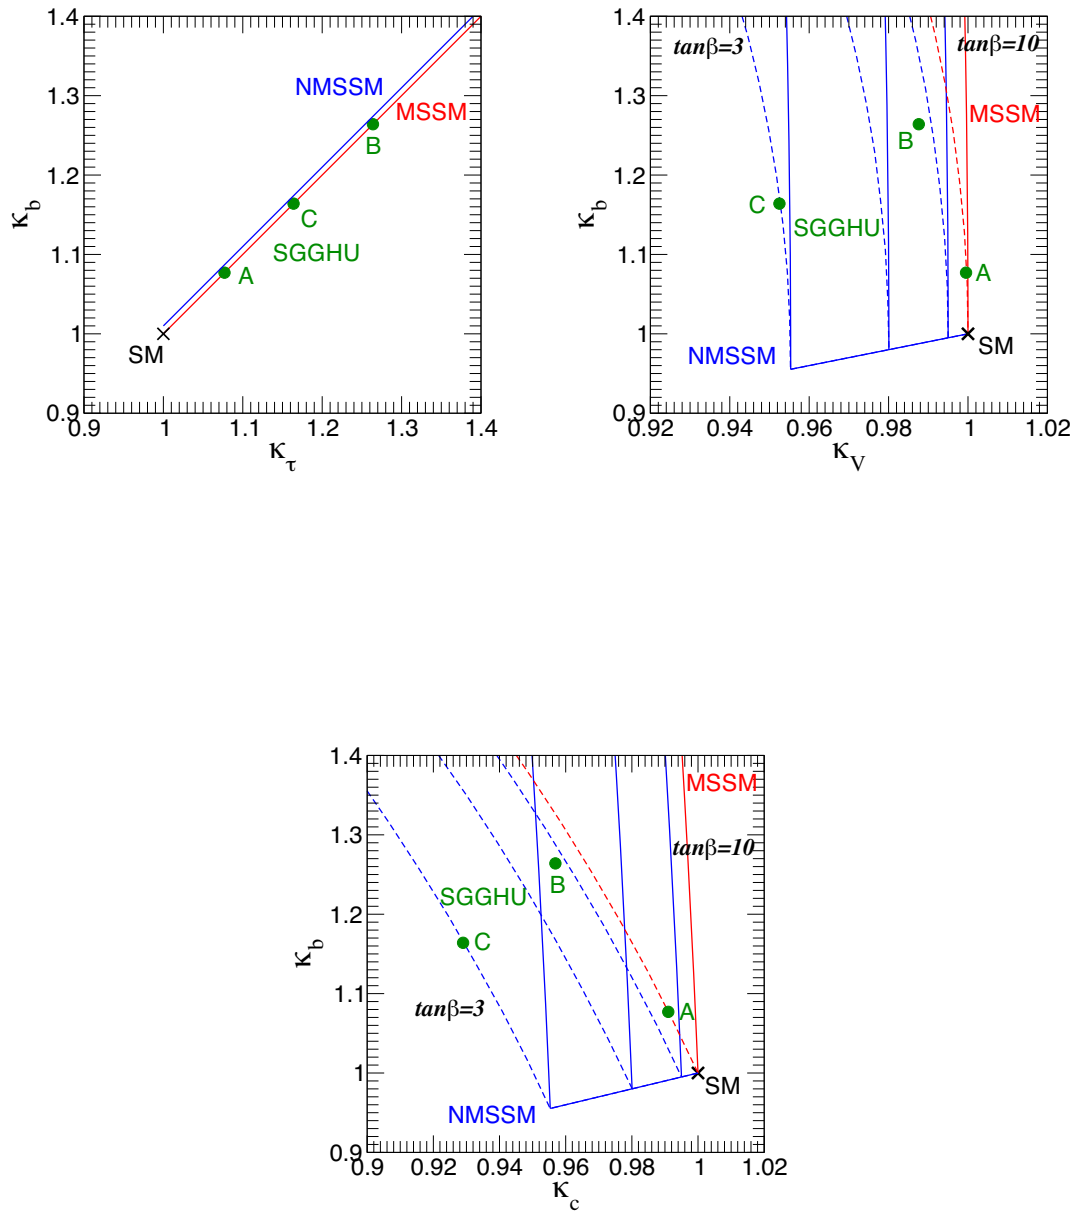 1.4
1.3
1.2
1.1
1
0.9
κb
NMSSM
MSSM
B
C
SGGHU
A
SM
0.9 1 1.1 1.2 1.3 1.4
κτ
1.4
1.3
1.2
1.1
1
0.9
κb
tanβ=3
tanβ=10
MSSM
B
C
SGGHU
A
NMSSM
SM
0.92 0.94 0.96 0.98 1 1.02
κV
1.4
1.3
1.2
1.1
1
0.9
κb
MSSM
tanβ=10
B
SGGHU
C
tanβ=3
A
SM
NMSSM
0.9 0.92 0.94 0.96 0.98 1 1.02
κc